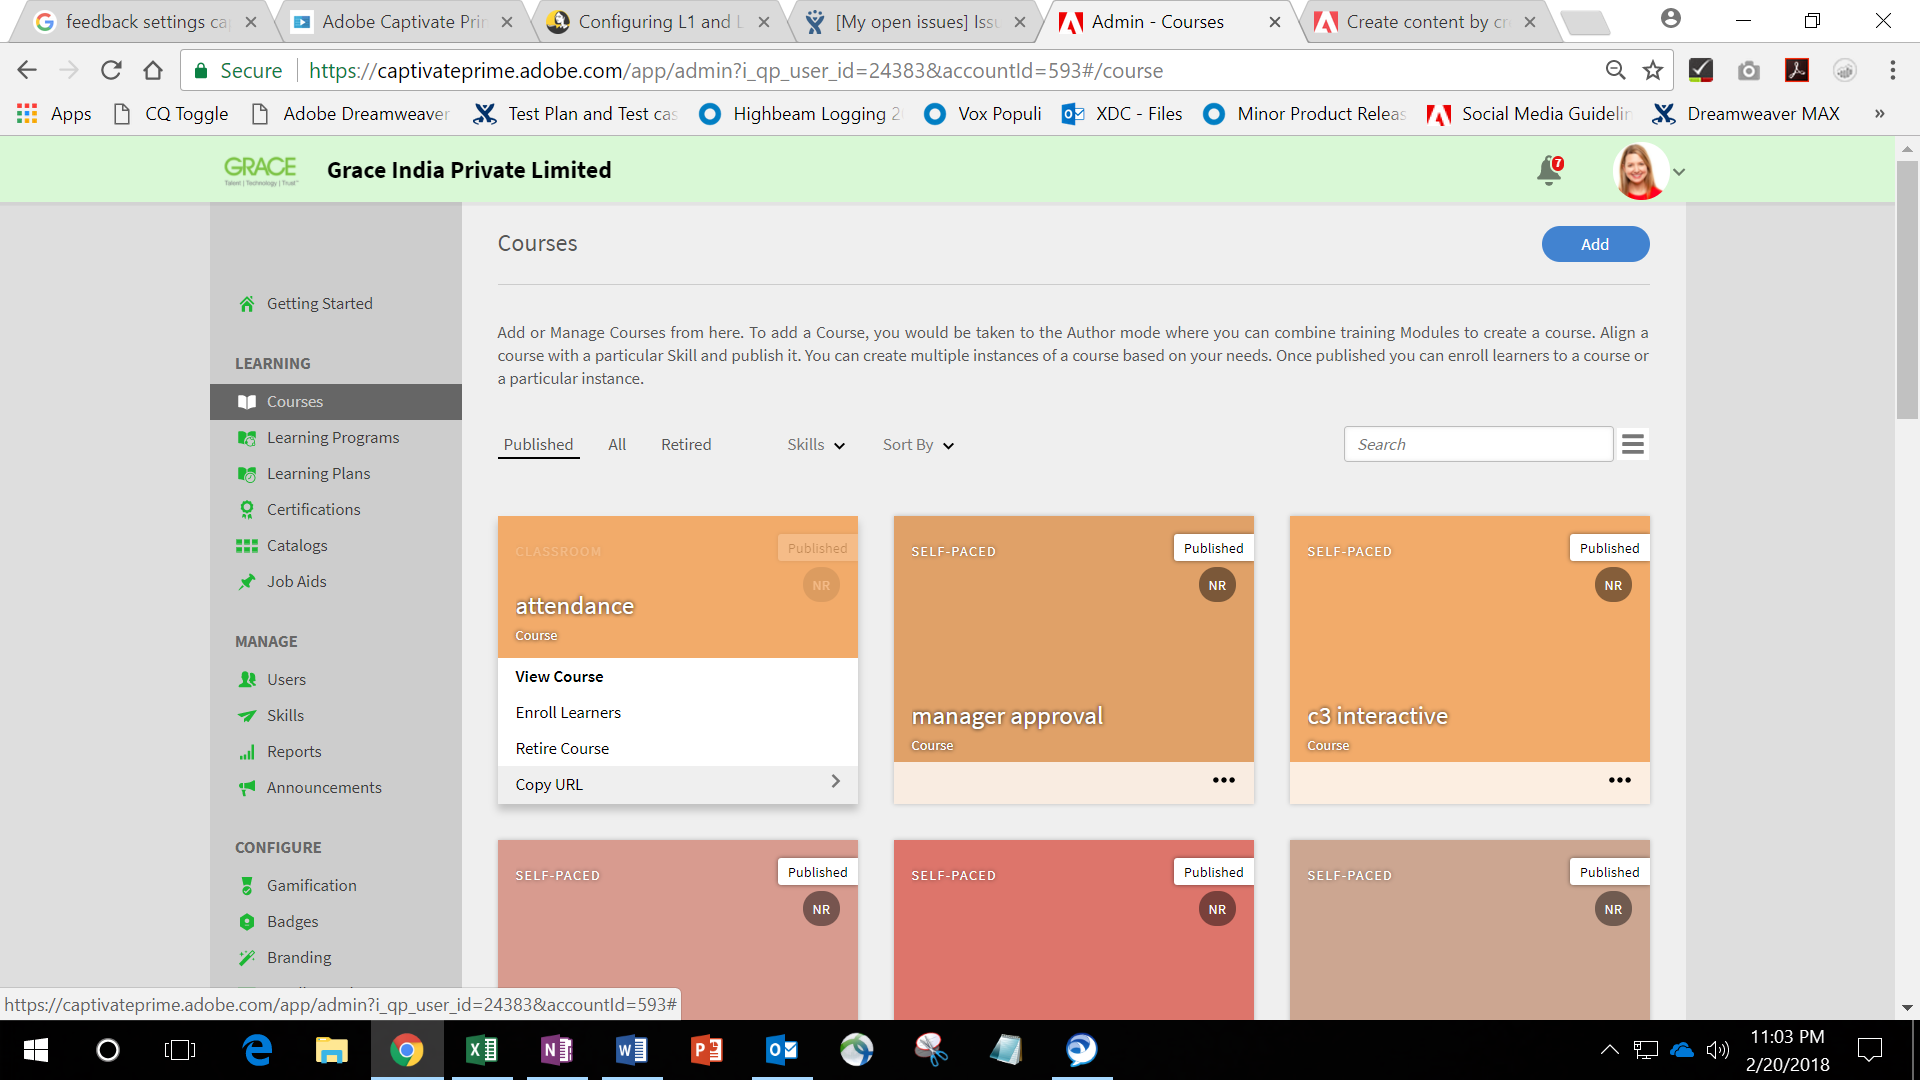 feedback settings ca
Adobe Captivate Pri
Configuring L1 and L
[My open issues] Issu
Admin - Courses
Create content by cr
Secure
https://captivateprime.adobe.com/app/admin?i_qp_user_id=24383&accountId=593#/course
Apps
CQ Toggle
Adobe Dreamweaver
Test Plan and Test cas
Highbeam Logging 2
Vox Populi
XDC - Files
Minor Product Releas
Social Media Guidelin
Dreamweaver MAX
»
GRACE
Talent | Technology | Trust
Grace India Private Limited
7
Getting Started
LEARNING
Courses
Learning Programs
Learning Plans
Certifications
Catalogs
Job Aids
MANAGE
Users
Skills
Reports
Announcements
CONFIGURE
Gamification
Badges
Branding
Courses
Add
Add or Manage Courses from here. To add a Course, you would be taken to the Author mode where you can combine training Modules to create a course. Align a
course with a particular Skill and publish it. You can create multiple instances of a course based on your needs. Once published you can enroll learners to a course or
a particular instance.
Published
All
Retired
Skills
Sort By
Search
CLASSROOM
Published
NR
attendance
Course
View Course
Enroll Learners
Retire Course
Copy URL
SELF-PACED
Published
NR
manager approval
Course
SELF-PACED
Published
NR
c3 interactive
Course
SELF-PACED
Published
NR
SELF-PACED
Published
NR
SELF-PACED
Published
NR
https://captivateprime.adobe.com/app/admin?i_qp_user_id=24383&accountId=593#
11:03 PM
2/20/2018